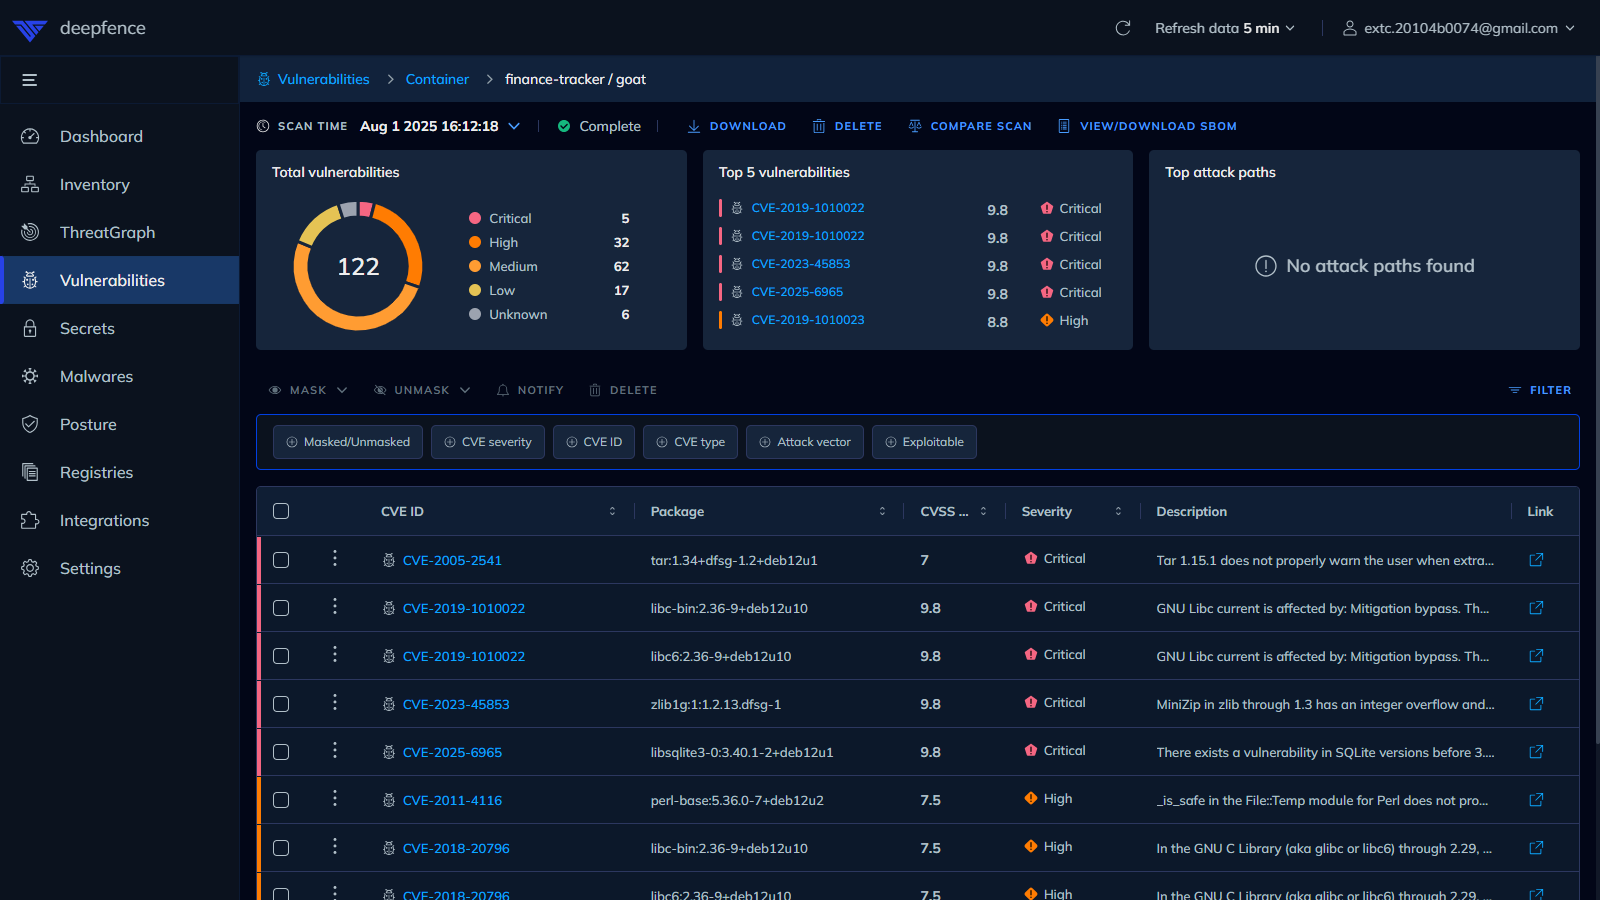 deepfence
Refresh data 5 min
extc.20104b0074@gmail.com
Vulnerabilities
Container
finance-tracker / goat
Dashboard
Inventory
ThreatGraph
Vulnerabilities
Secrets
Malwares
Posture
Registries
Integrations
Settings
SCAN TIME Aug 1 2025 16:12:18
Complete
DOWNLOAD
DELETE
COMPARE SCAN
VIEW/DOWNLOAD SBOM
Total vulnerabilities
122
Critical 5
High 32
Medium 62
Low 17
Unknown 6
Top 5 vulnerabilities
CVE-2019-1010022 9.8 Critical
CVE-2019-1010022 9.8 Critical
CVE-2023-45853 9.8 Critical
CVE-2025-6965 9.8 Critical
CVE-2019-1010023 8.8 High
Top attack paths
No attack paths found
MASK
UNMASK
NOTIFY
DELETE
FILTER
Masked/Unmasked
CVE severity
CVE ID
CVE type
Attack vector
Exploitable
CVE ID Package CVSS ... Severity Description Link
CVE-2005-2541 tar:1.34+dfsg-1.2+deb12u1 7 Critical Tar 1.15.1 does not properly warn the user when extra...
CVE-2019-1010022 libc-bin:2.36-9+deb12u10 9.8 Critical GNU Libc current is affected by: Mitigation bypass. Th...
CVE-2019-1010022 libc6:2.36-9+deb12u10 9.8 Critical GNU Libc current is affected by: Mitigation bypass. Th...
CVE-2023-45853 zlib1g:1:1.2.13.dfsg-1 9.8 Critical MiniZip in zlib through 1.3 has an integer overflow and...
CVE-2025-6965 libsqlite3-0:3.40.1-2+deb12u1 9.8 Critical There exists a vulnerability in SQLite versions before 3....
CVE-2011-4116 perl-base:5.36.0-7+deb12u2 7.5 High _is_safe in the File::Temp module for Perl does not pro...
CVE-2018-20796 libc-bin:2.36-9+deb12u10 7.5 High In the GNU C Library (aka glibc or libc6) through 2.29, ...
CVE-2018-20796 libc6:2.36-9+deb12u10 7.5 High In the GNU C Library (aka glibc or libc6) through 2.29, ...